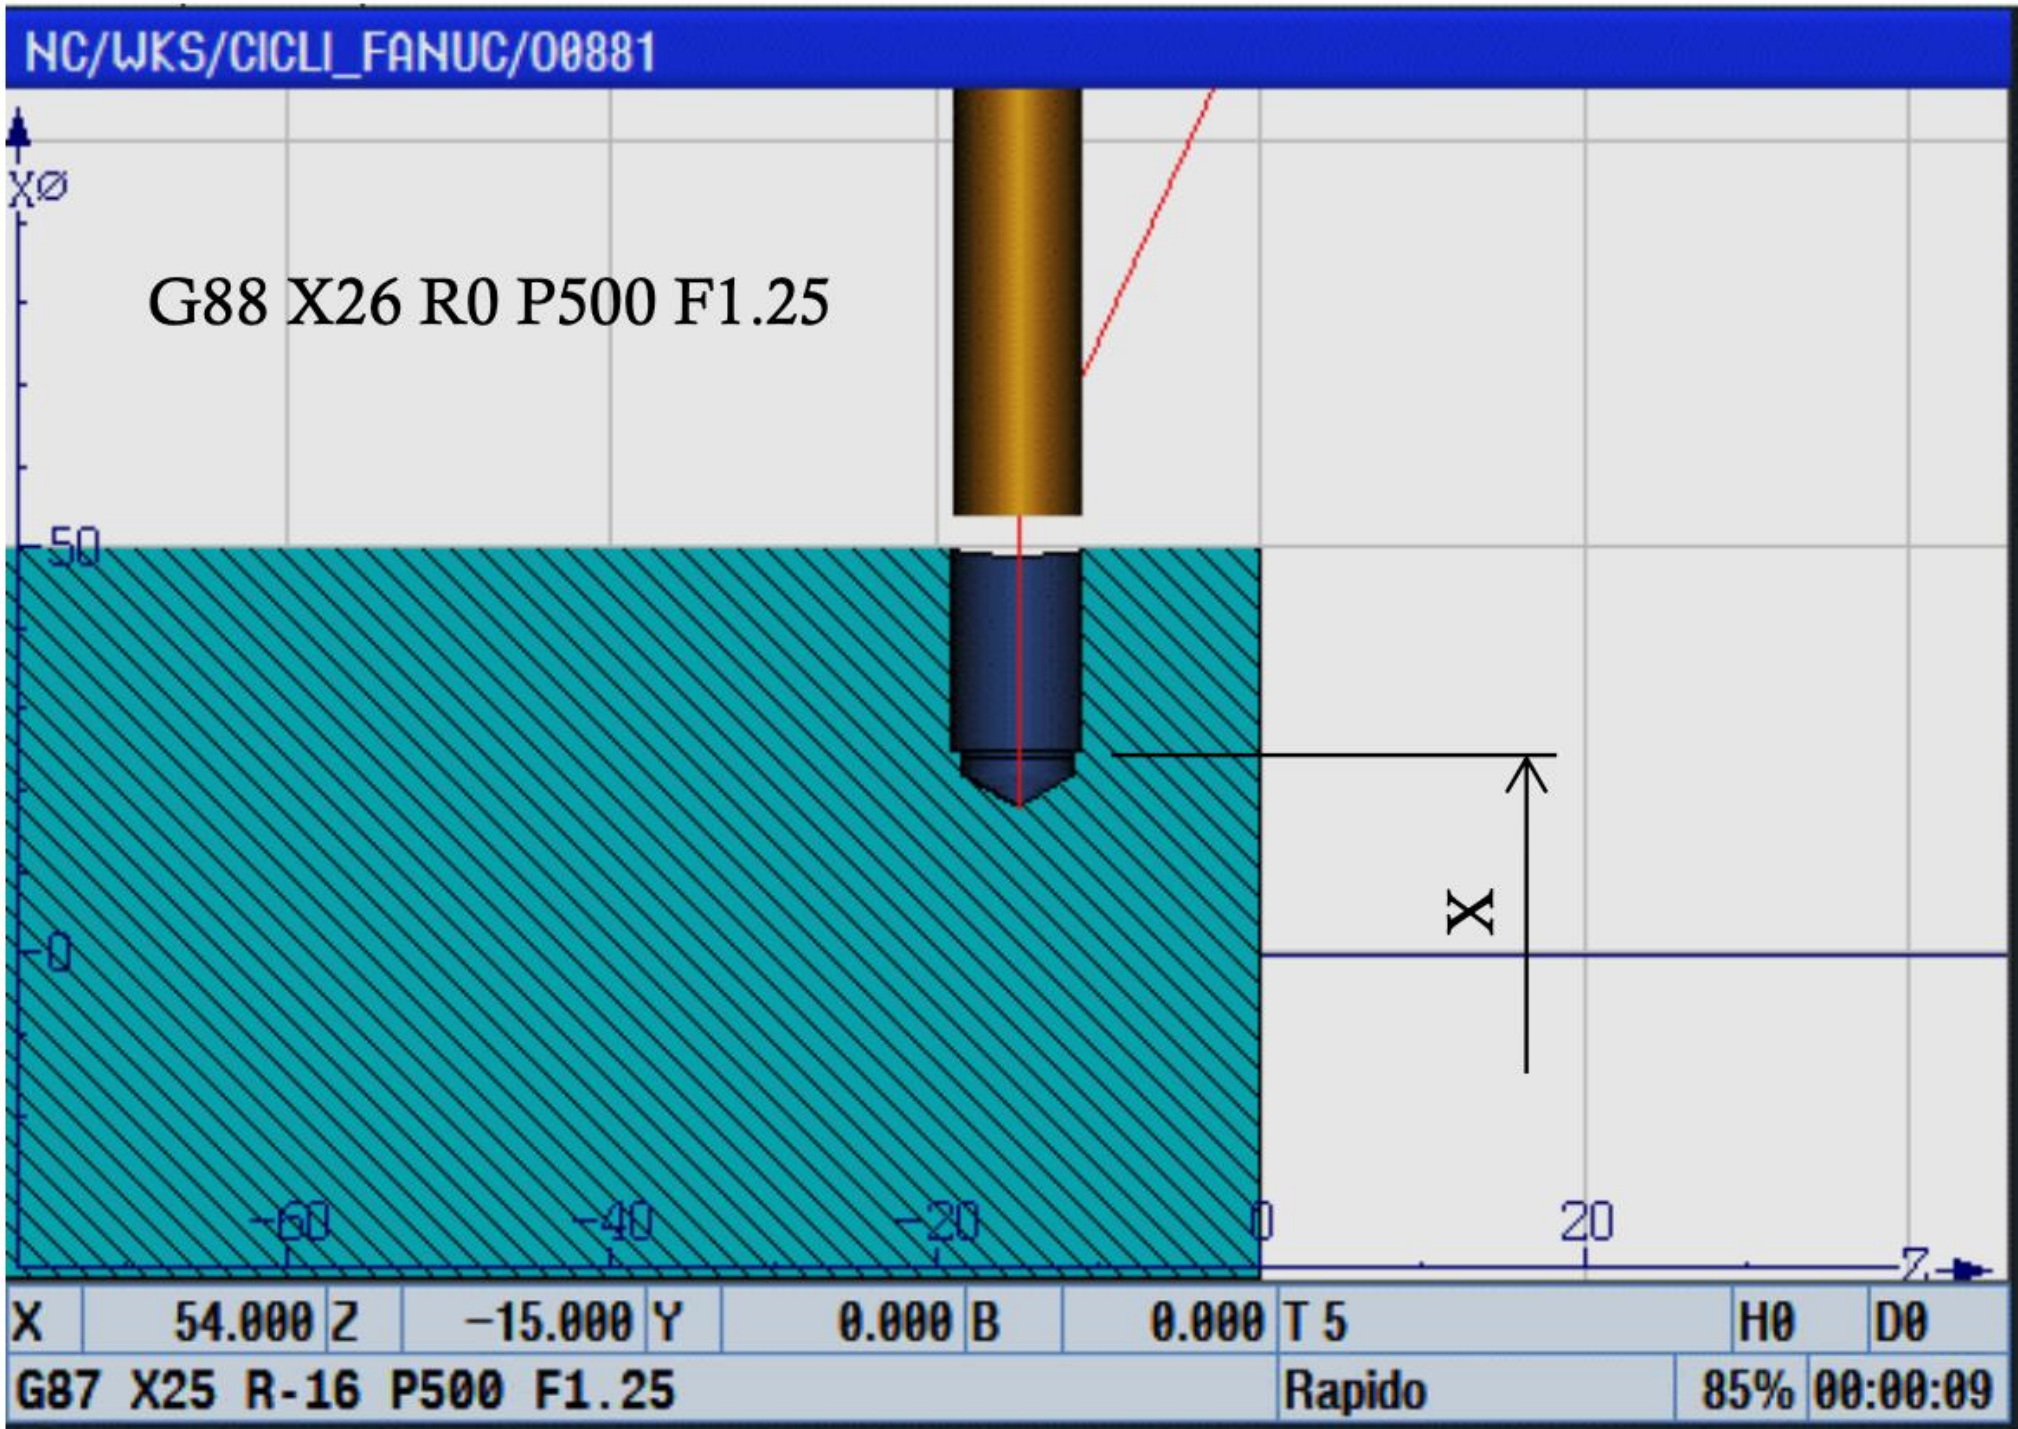 NC/WKS/CICLI_FANUC/O0881
XØ
G88 X26 R0 P500 F1.25
50
X
0
-60 -40 -20 0 20 Z
X 54.000 Z -15.000 Y 0.000 B 0.000 T 5 H0 D0
G87 X25 R-16 P500 F1.25 Rapido 85% 00:00:09